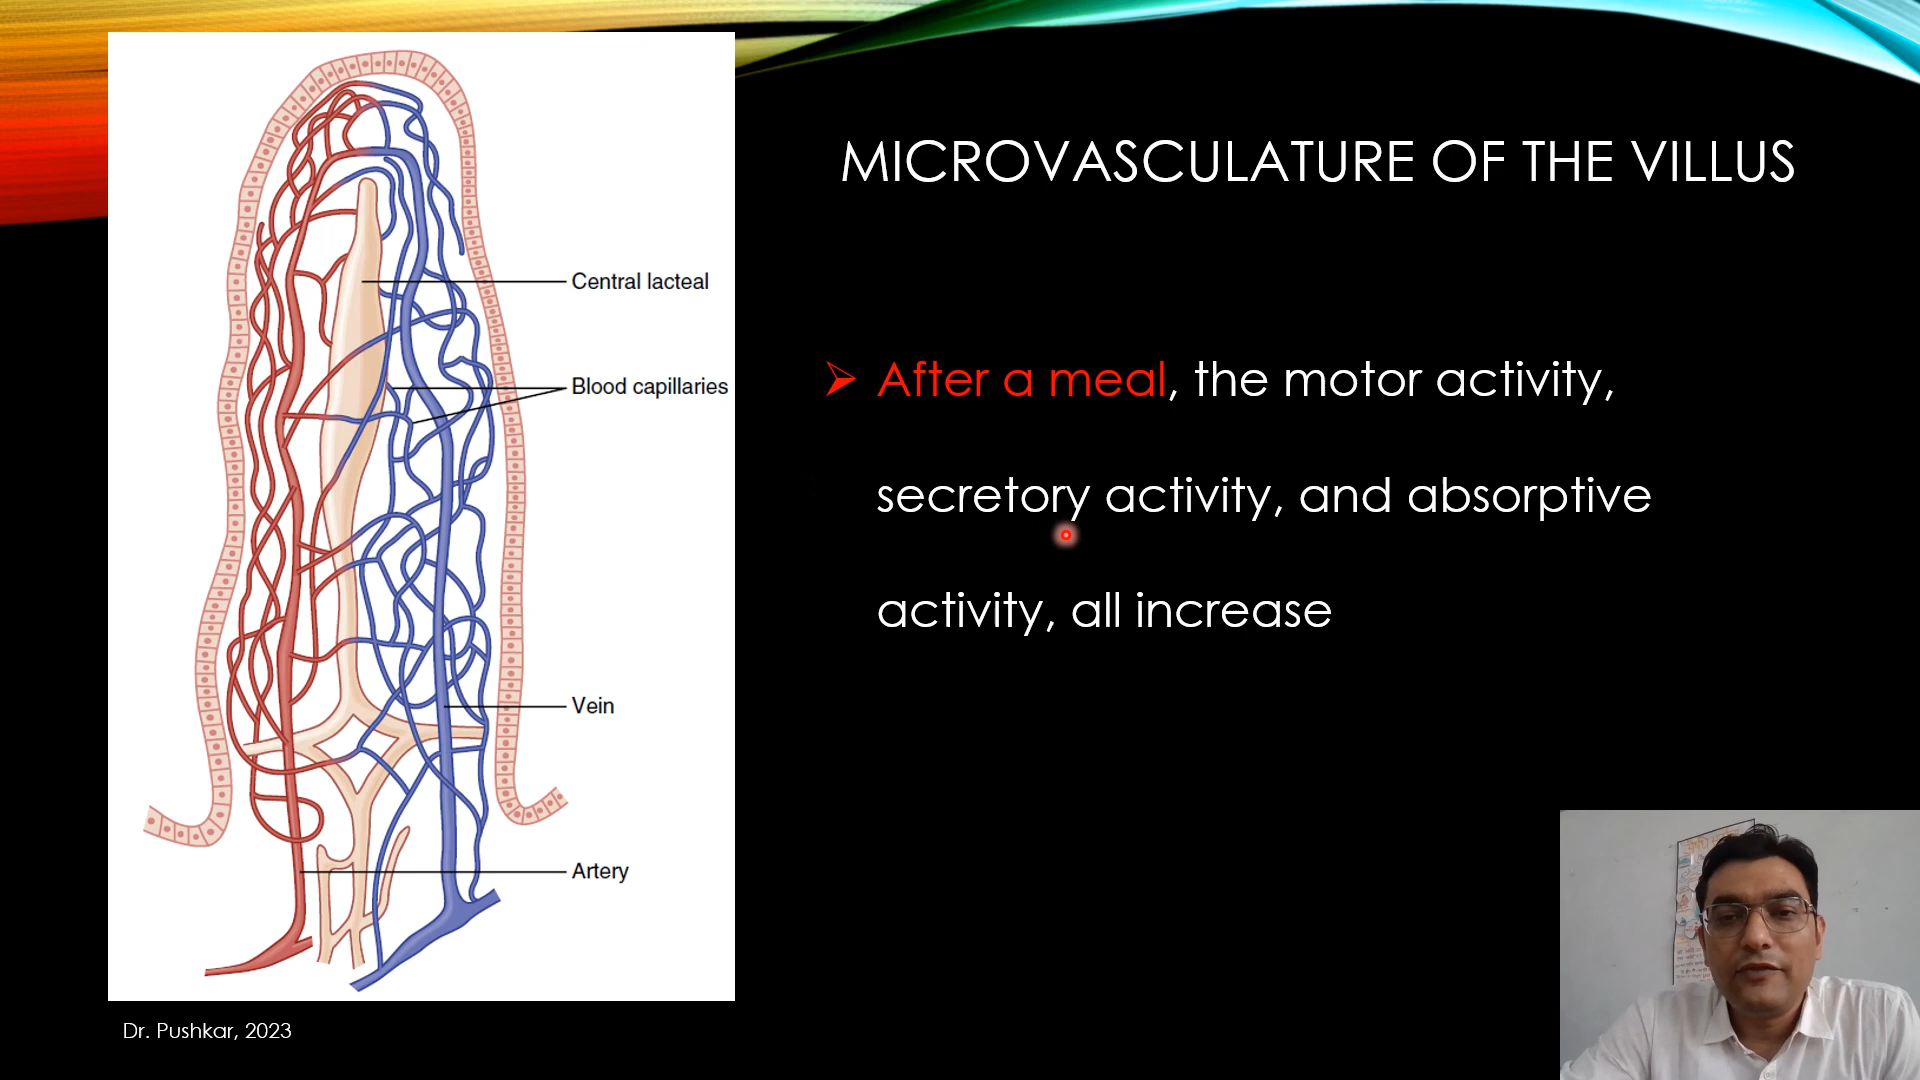 MICROVASCULATURE OF THE VILLUS
Central lacteal
Blood capillaries
Vein
Artery
After a meal, the motor activity,
secretory activity, and absorptive
activity, all increase
Dr. Pushkar, 2023